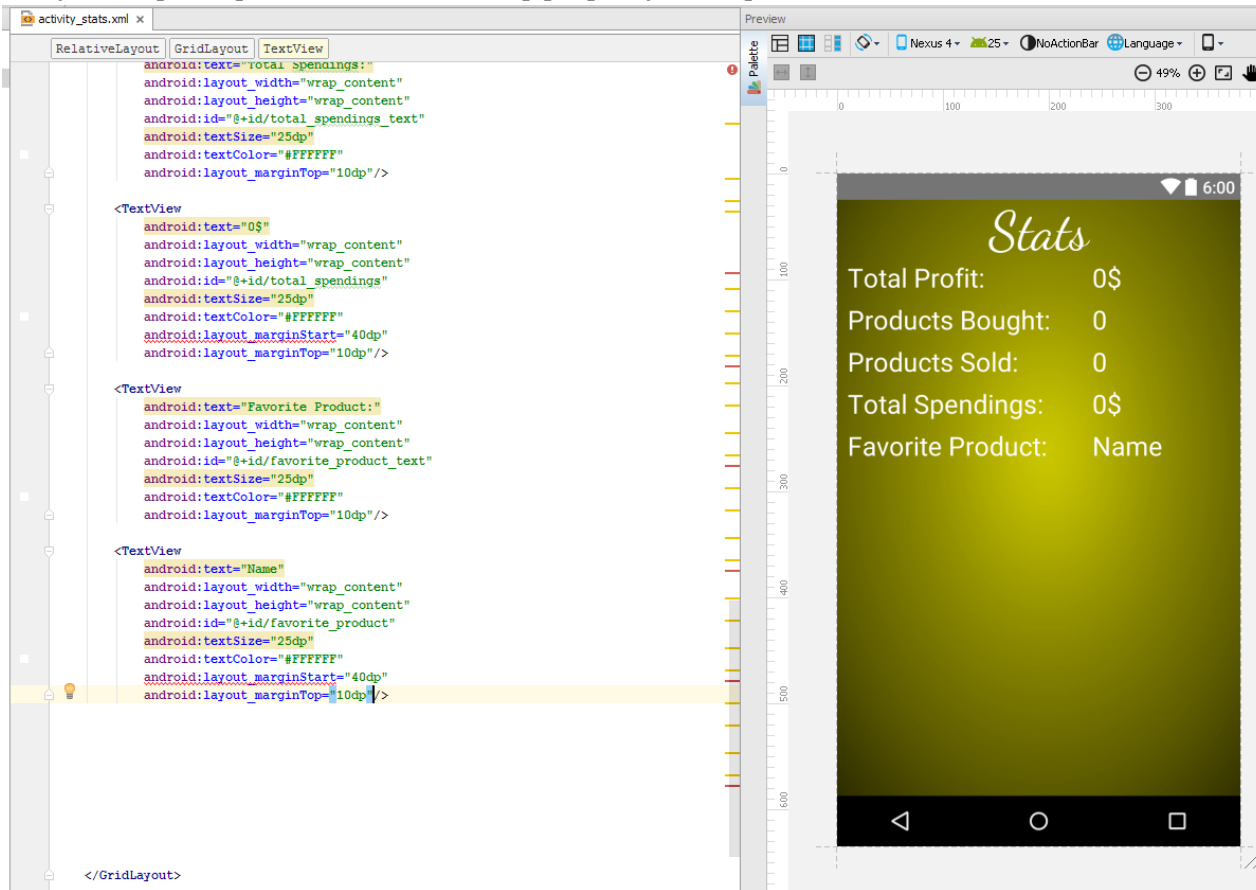 activity_stats.xml ×
RelativeLayout GridLayout TextView
android:text="Total Spendings:"
android:layout_width="wrap_content"
android:layout_height="wrap_content"
android:id="@+id/total_spendings_text"
android:textSize="25dp"
android:textColor="#FFFFFF"
android:layout_marginTop="10dp"/>
<TextView
android:text="0$"
android:layout_width="wrap_content"
android:layout_height="wrap_content"
android:id="@+id/total_spendings"
android:textSize="25dp"
android:textColor="#FFFFFF"
android:layout_marginStart="40dp"
android:layout_marginTop="10dp"/>
<TextView
android:text="Favorite Product:"
android:layout_width="wrap_content"
android:layout_height="wrap_content"
android:id="@+id/favorite_product_text"
android:textSize="25dp"
android:textColor="#FFFFFF"
android:layout_marginTop="10dp"/>
<TextView
android:text="Name"
android:layout_width="wrap_content"
android:layout_height="wrap_content"
android:id="@+id/favorite_product"
android:textSize="25dp"
android:textColor="#FFFFFF"
android:layout_marginStart="40dp"
android:layout_marginTop="10dp"/>
</GridLayout>
Preview
Palette
Nexus 4 25 NoActionBar Language
49%
0 100 200 300
0
100
200
300
400
500
600
6:00
Stats
Total Profit: 0$
Products Bought: 0
Products Sold: 0
Total Spendings: 0$
Favorite Product: Name